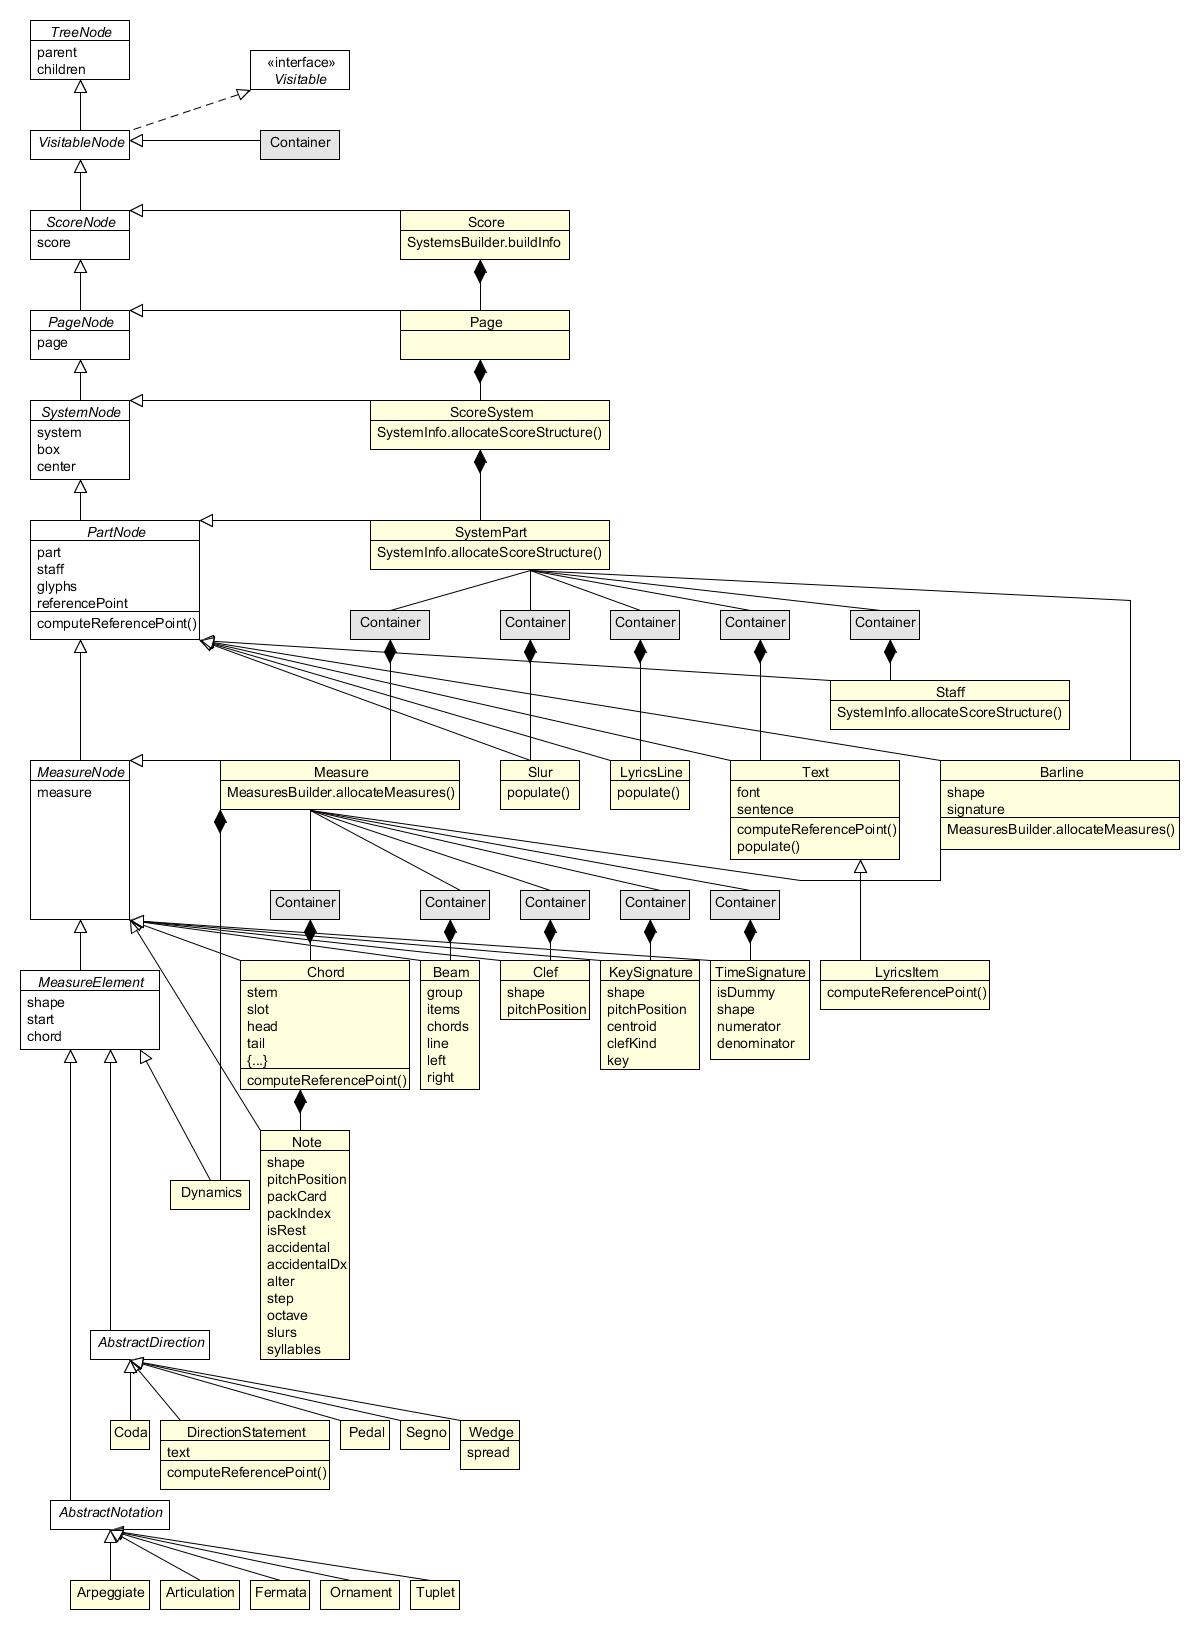 TreeNode
parent
children
«interface»
Visitable
VisitableNode
Container
ScoreNode
score
Score
SystemsBuilder.buildInfo
PageNode
page
Page
SystemNode
system
box
center
ScoreSystem
SystemInfo.allocateScoreStructure()
PartNode
part
staff
glyphs
referencePoint
computeReferencePoint()
SystemPart
SystemInfo.allocateScoreStructure()
Container
Container
Container
Container
Container
Staff
SystemInfo.allocateScoreStructure()
MeasureNode
measure
Measure
MeasuresBuilder.allocateMeasures()
Slur
populate()
LyricsLine
populate()
Text
font
sentence
computeReferencePoint()
populate()
Barline
shape
signature
MeasuresBuilder.allocateMeasures()
Container
Container
Container
Container
Container
MeasureElement
shape
start
chord
Chord
stem
slot
head
tail
{...}
computeReferencePoint()
Beam
group
items
chords
line
left
right
Clef
shape
pitchPosition
KeySignature
shape
pitchPosition
centroid
clefKind
key
TimeSignature
isDummy
shape
numerator
denominator
LyricsItem
computeReferencePoint()
Dynamics
Note
shape
pitchPosition
packCard
packIndex
isRest
accidental
accidentalDx
alter
step
octave
slurs
syllables
AbstractDirection
Coda
DirectionStatement
text
computeReferencePoint()
Pedal
Segno
Wedge
spread
AbstractNotation
Arpeggiate
Articulation
Fermata
Ornament
Tuplet